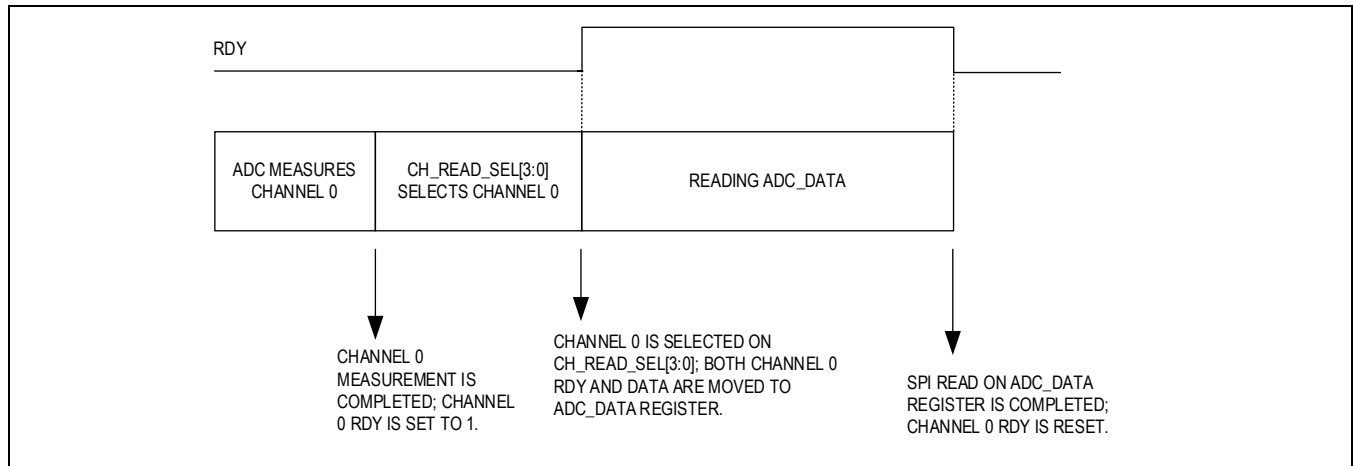 RDY
ADC MEASURES
CHANNEL 0
CH_READ_SEL[3:0]
SELECTS CHANNEL 0
READING ADC_DATA
CHANNEL 0
MEASUREMENT IS
COMPLETED; CHANNEL
0 RDY IS SET TO 1.
CHANNEL 0 IS SELECTED ON
CH_READ_SEL[3:0]; BOTH CHANNEL 0
RDY AND DATA ARE MOVED TO
ADC_DATA REGISTER.
SPI READ ON ADC_DATA
REGISTER IS COMPLETED;
CHANNEL 0 RDY IS RESET.